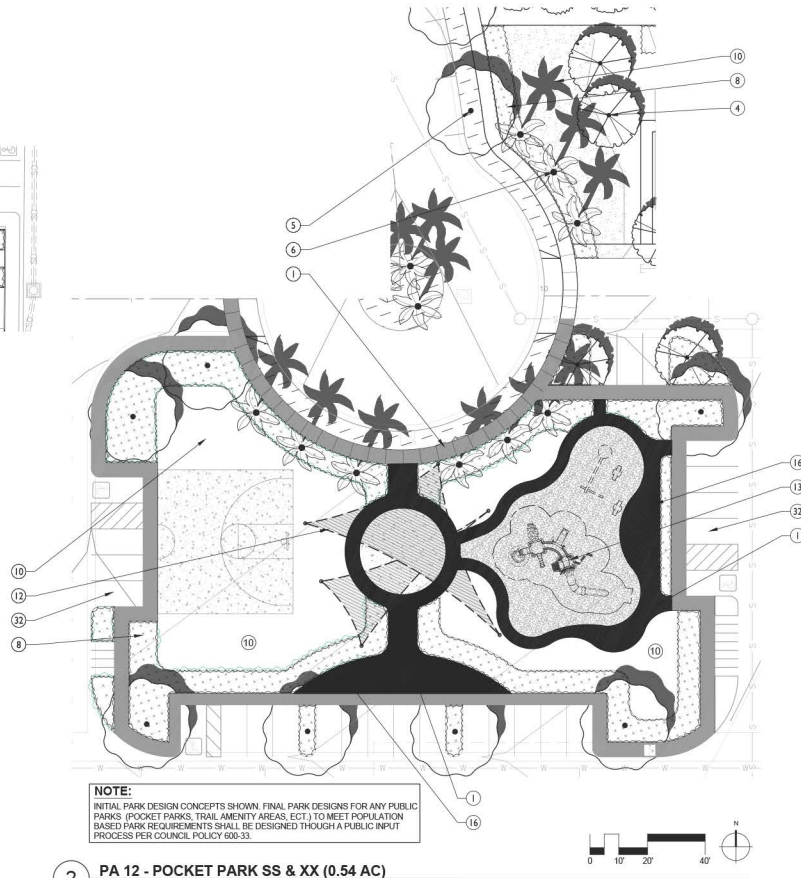 10
8
4
5
6
1
10
16
13
32
1
10
12
32
8
10
10
1
16
S
S
S
S
S
W
W
W
W
W
W
W
NOTE:
INITIAL PARK DESIGN CONCEPTS SHOWN. FINAL PARK DESIGNS FOR ANY PUBLIC
PARKS (POCKET PARKS, TRAIL AMENITY AREAS, ECT.) TO MEET POPULATION
BASED PARK REQUIREMENTS SHALL BE DESIGNED THOUGH A PUBLIC INPUT
PROCESS PER COUNCIL POLICY 600-33.
N
0 10' 20' 40'
2 PA 12 - POCKET PARK SS & XX (0.54 AC)